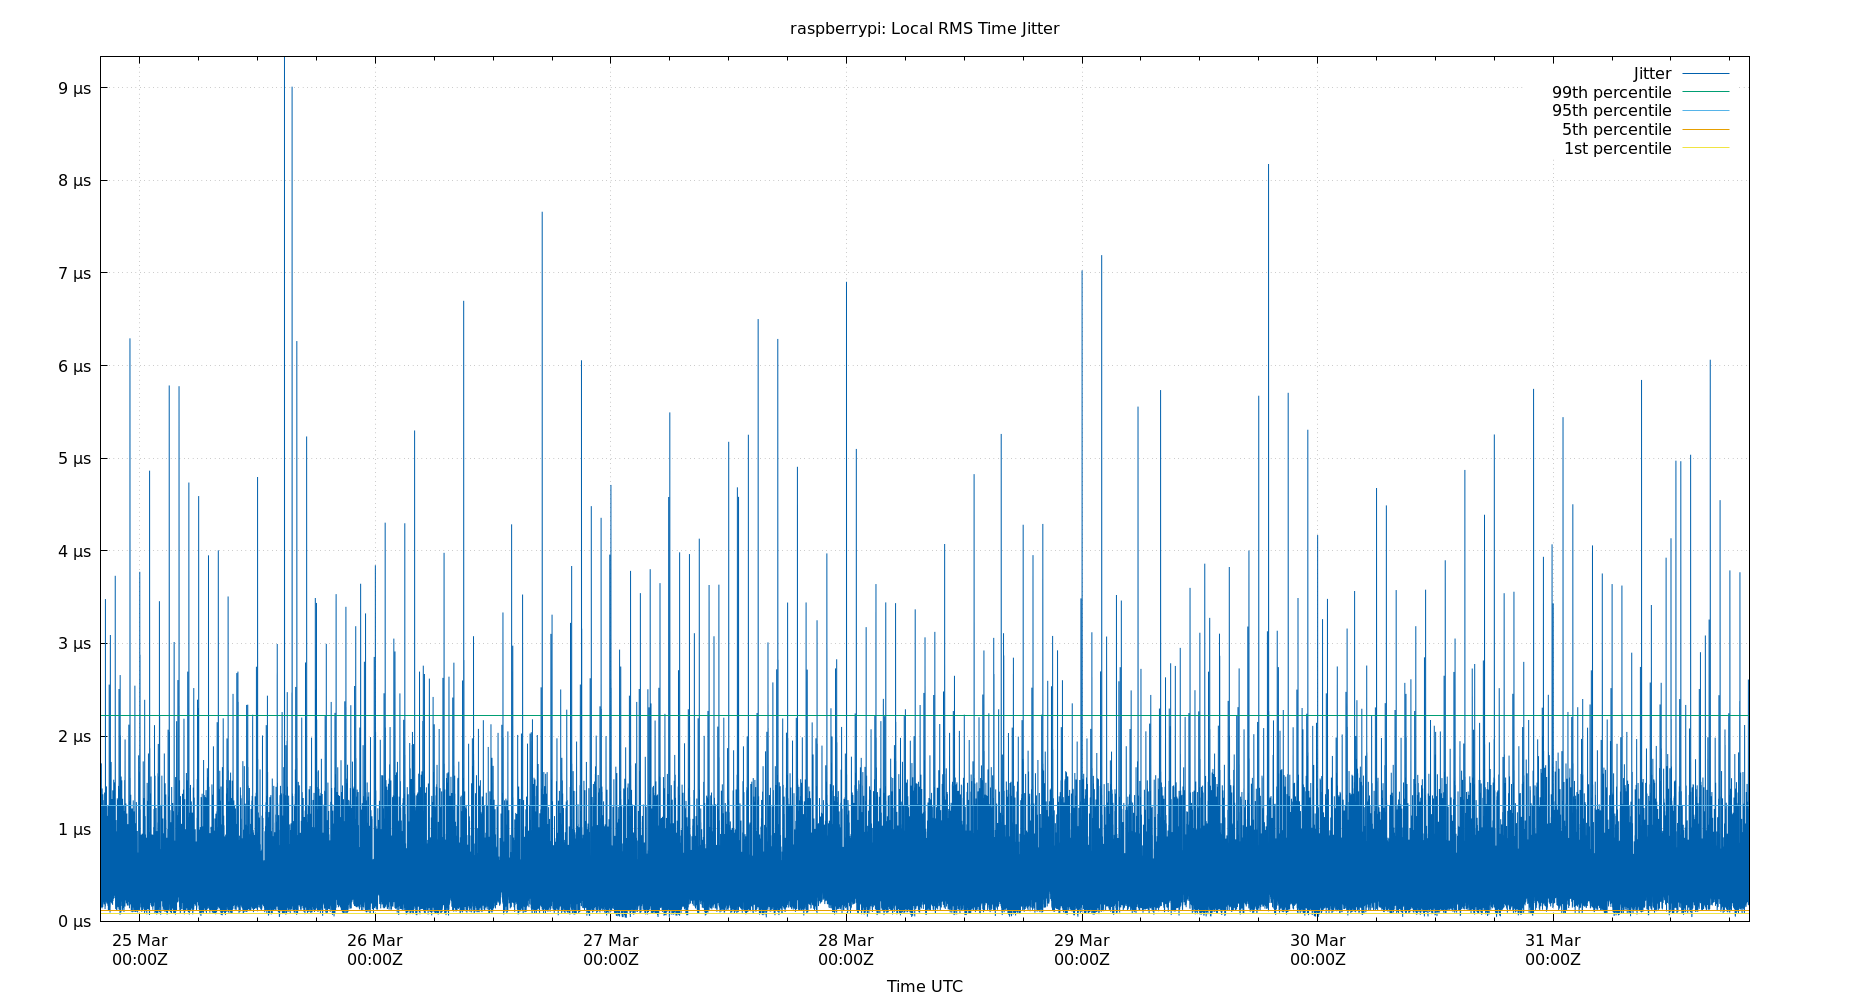 raspberrypi: Local RMS Time Jitter
Jitter
99th percentile
95th percentile
5th percentile
1st percentile
9 µs
8 µs
7 µs
6 µs
5 µs
4 µs
3 µs
2 µs
1 µs
0 µs
25 Mar 26 Mar 27 Mar 28 Mar 29 Mar 30 Mar 31 Mar
00:00Z 00:00Z 00:00Z 00:00Z 00:00Z 00:00Z 00:00Z
Time UTC